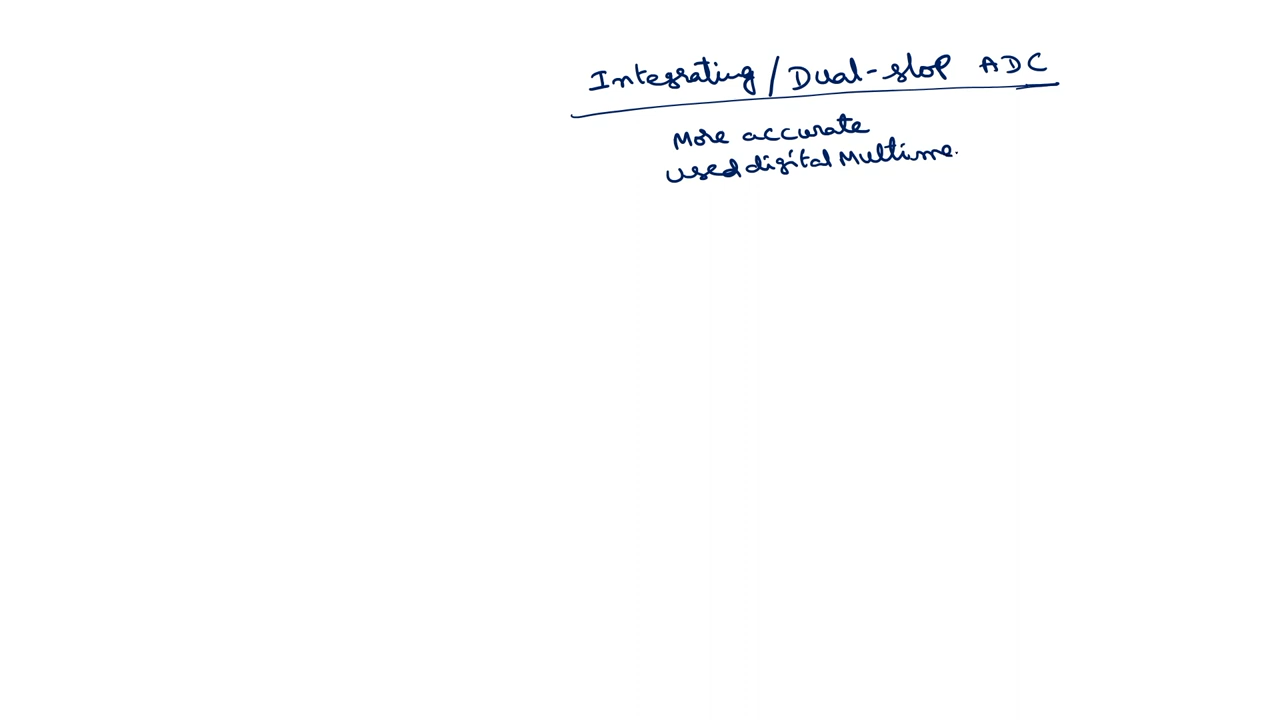 Integrating / Dual-slop ADC
More accurate
used digital Multime.